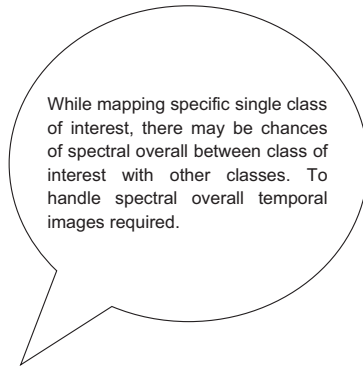 While mapping specific single class
of interest, there may be chances
of spectral overall between class of
interest with other classes. To
handle spectral overall temporal
images required.